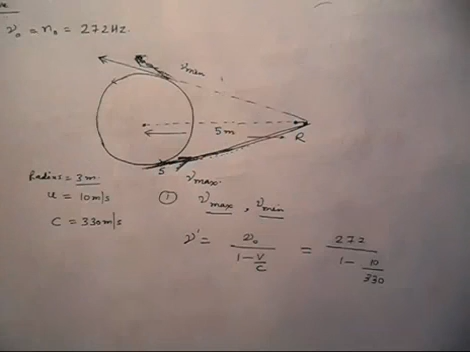 ν₀ = n₀ = 272 Hz.
νmin
5m
R
S
νmax.
Radius = 3 m.
u = 10 m/s
C = 330 m/s
① νmax , νmin
ν' = ν₀ / (1 - V/C) = 272 / (1 - 10/330)